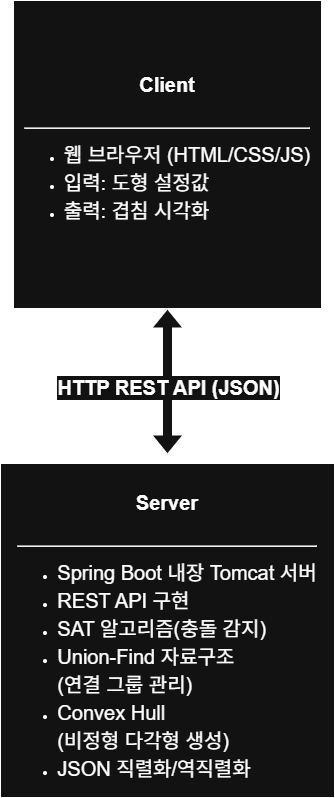 Client
• 웹 브라우저 (HTML/CSS/JS)
• 입력: 도형 설정값
• 출력: 겹침 시각화
HTTP REST API (JSON)
Server
• Spring Boot 내장 Tomcat 서버
• REST API 구현
• SAT 알고리즘(충돌 감지)
• Union-Find 자료구조
(연결 그룹 관리)
• Convex Hull
(비정형 다각형 생성)
• JSON 직렬화/역직렬화